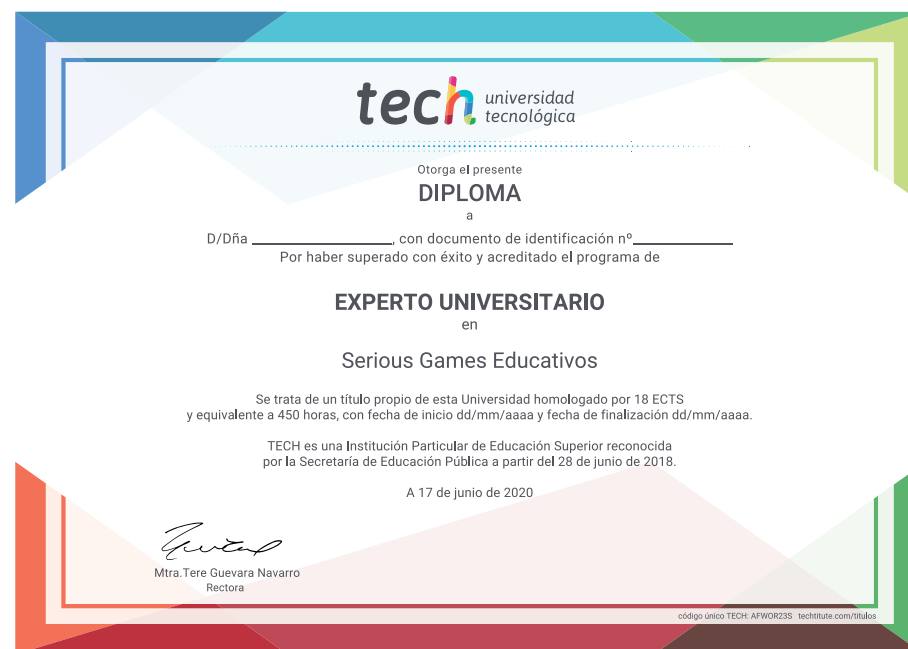 tech universidad
tecnológica
Otorga el presente
DIPLOMA
a
D/Dña ____________________, con documento de identificación nº______________
Por haber superado con éxito y acreditado el programa de
EXPERTO UNIVERSITARIO
en
Serious Games Educativos
Se trata de un título propio de esta Universidad homologado por 18 ECTS
y equivalente a 450 horas, con fecha de inicio dd/mm/aaaa y fecha de finalización dd/mm/aaaa.
TECH es una Institución Particular de Educación Superior reconocida
por la Secretaría de Educación Pública a partir del 28 de junio de 2018.
A 17 de junio de 2020
Mtra.Tere Guevara Navarro
Rectora
código único TECH: AFWOR23S techtitute.com/titulos